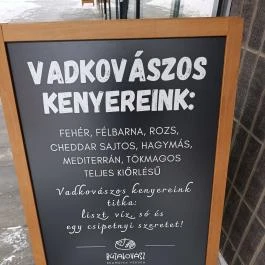 VADKOVÁSZOS
KENYEREINK:
FEHÉR, FÉLBARNA, ROZS,
CHEDDAR SAJTOS, HAGYMÁS,
MEDITERRÁN, TÖKMAGOS
TELJES KIŐRLÉSŰ
Vadkovászos kenyereink
titka:
liszt, víz, só és
egy csipetnyi szeretet!